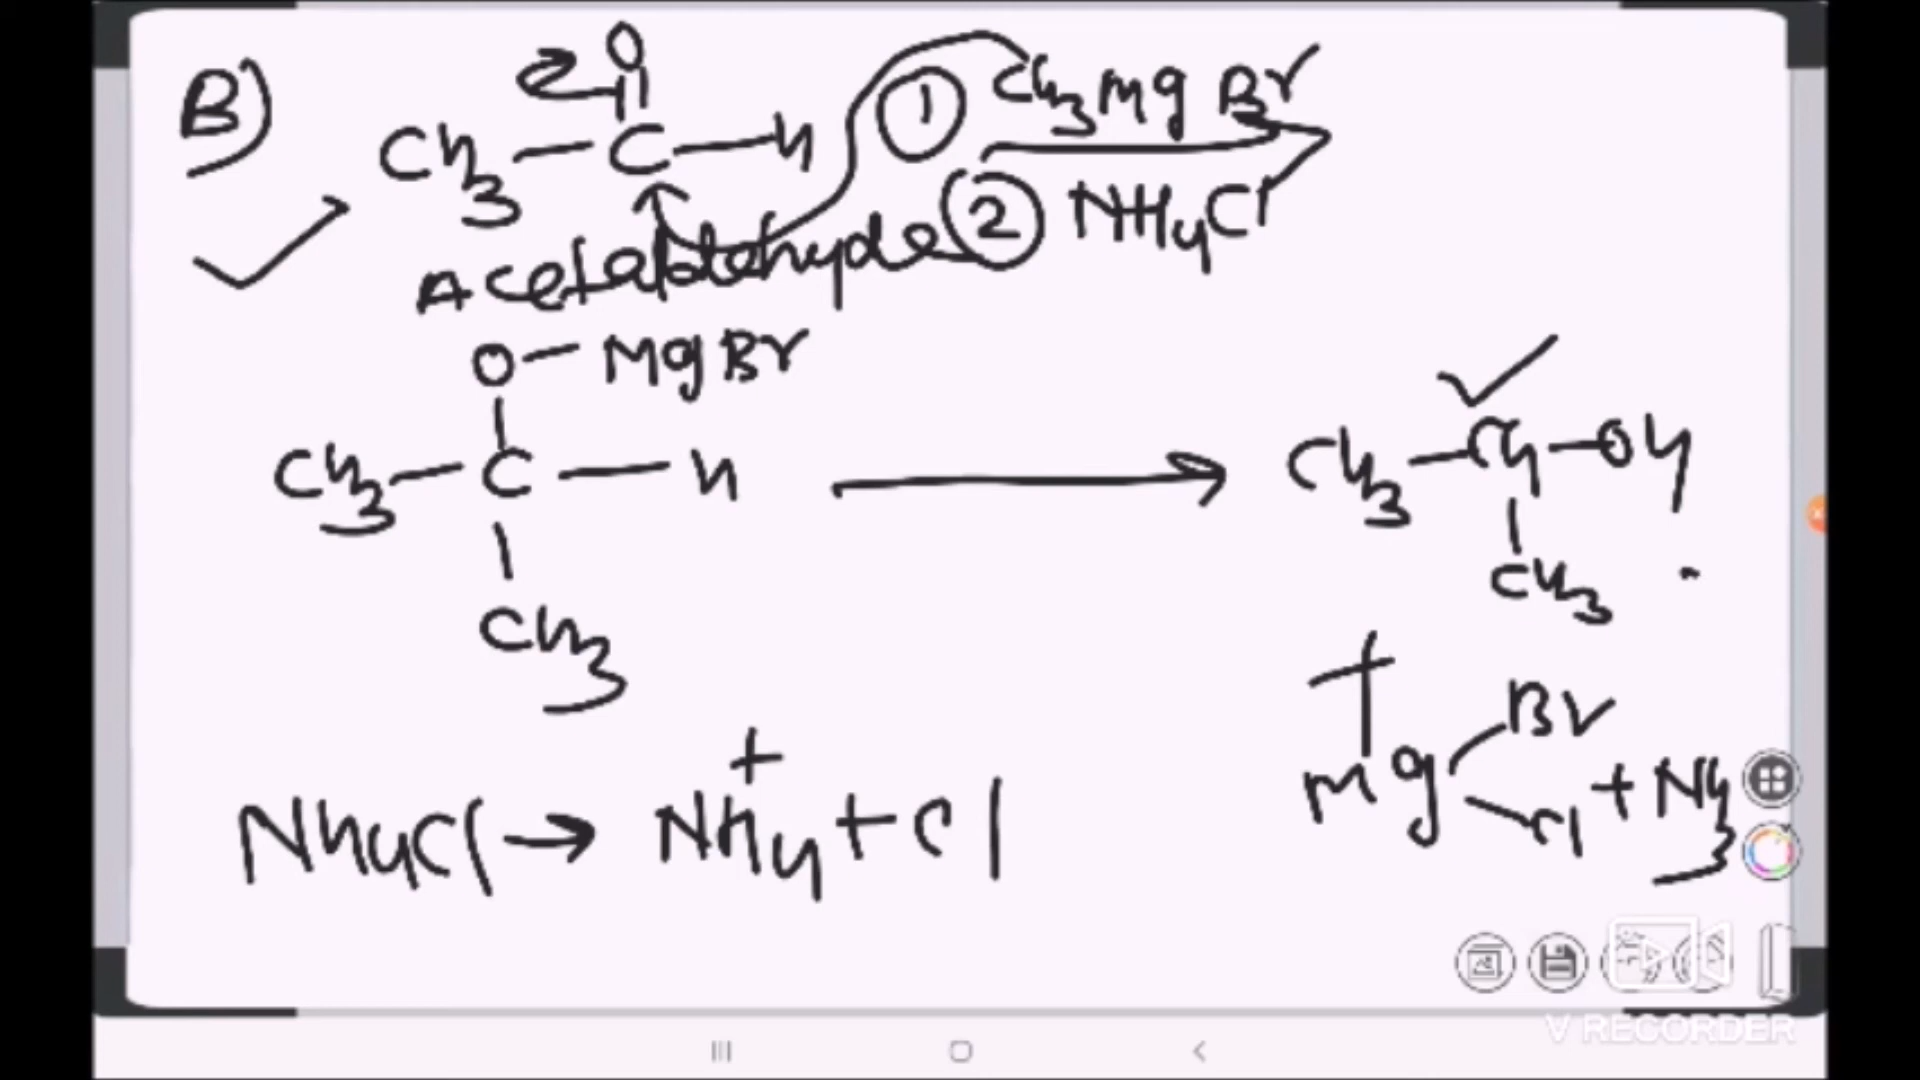 B)
O
CH3 — C — H ① CH3MgBr
② NH4Cl
Acetaldehyde
O — MgBr
CH3 — C — H CH3 — CH — OH
CH3 CH3
+
Mg Br Cl + NH3
NH4Cl → NH4+ + Cl
V RECORDER